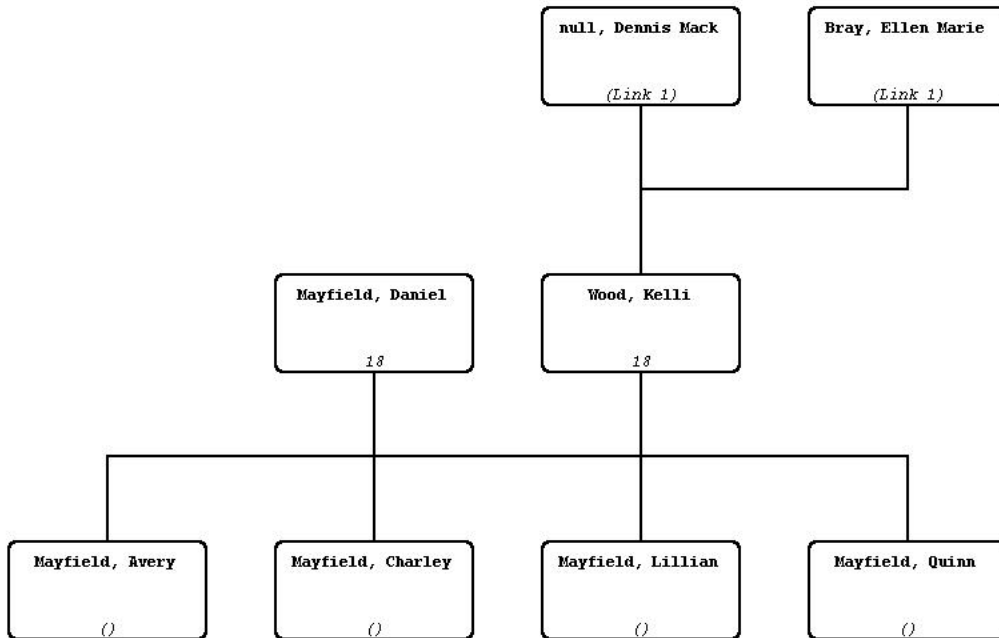 null, Dennis Mack
(Link 1)
Bray, Ellen Marie
(Link 1)
Mayfield, Daniel
18
Wood, Kelli
18
Mayfield, Avery
()
Mayfield, Charley
()
Mayfield, Lillian
()
Mayfield, Quinn
()